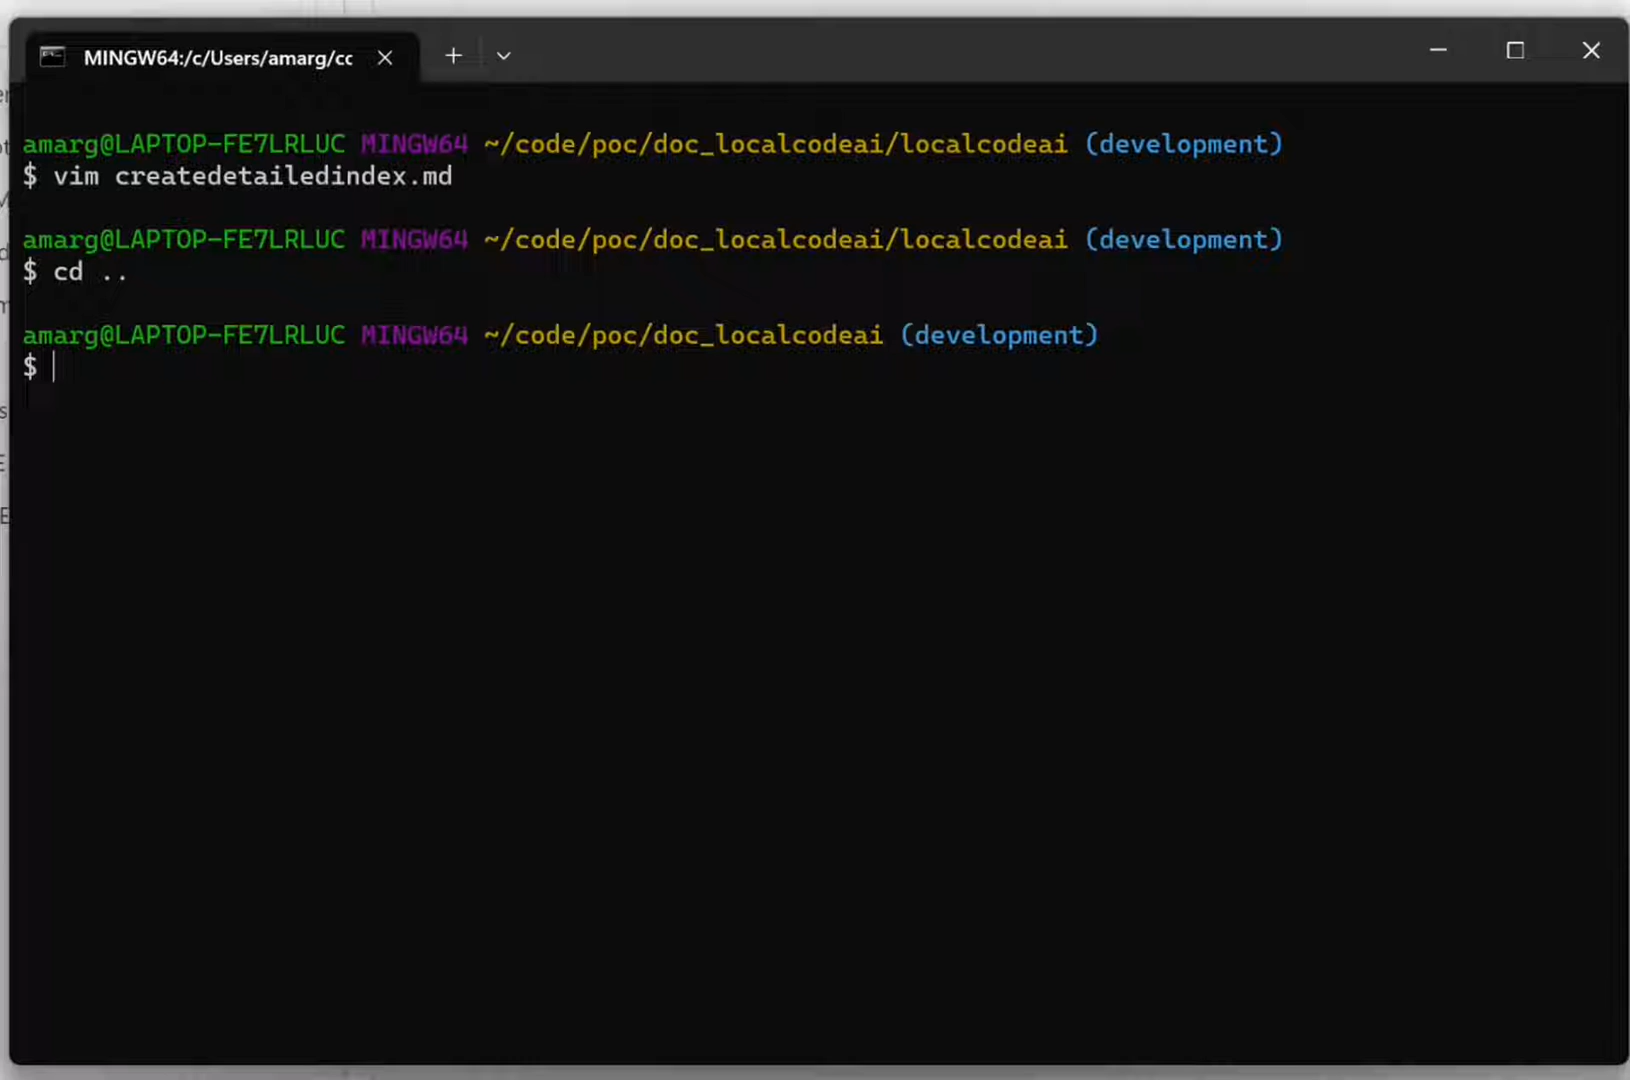 MINGW64:/c/Users/amarg/cc
amarg@LAPTOP-FE7LRLUC MINGW64 ~/code/poc/doc_localcodeai/localcodeai (development)
$ vim createdetailedindex.md
amarg@LAPTOP-FE7LRLUC MINGW64 ~/code/poc/doc_localcodeai/localcodeai (development)
$ cd ..
amarg@LAPTOP-FE7LRLUC MINGW64 ~/code/poc/doc_localcodeai (development)
$